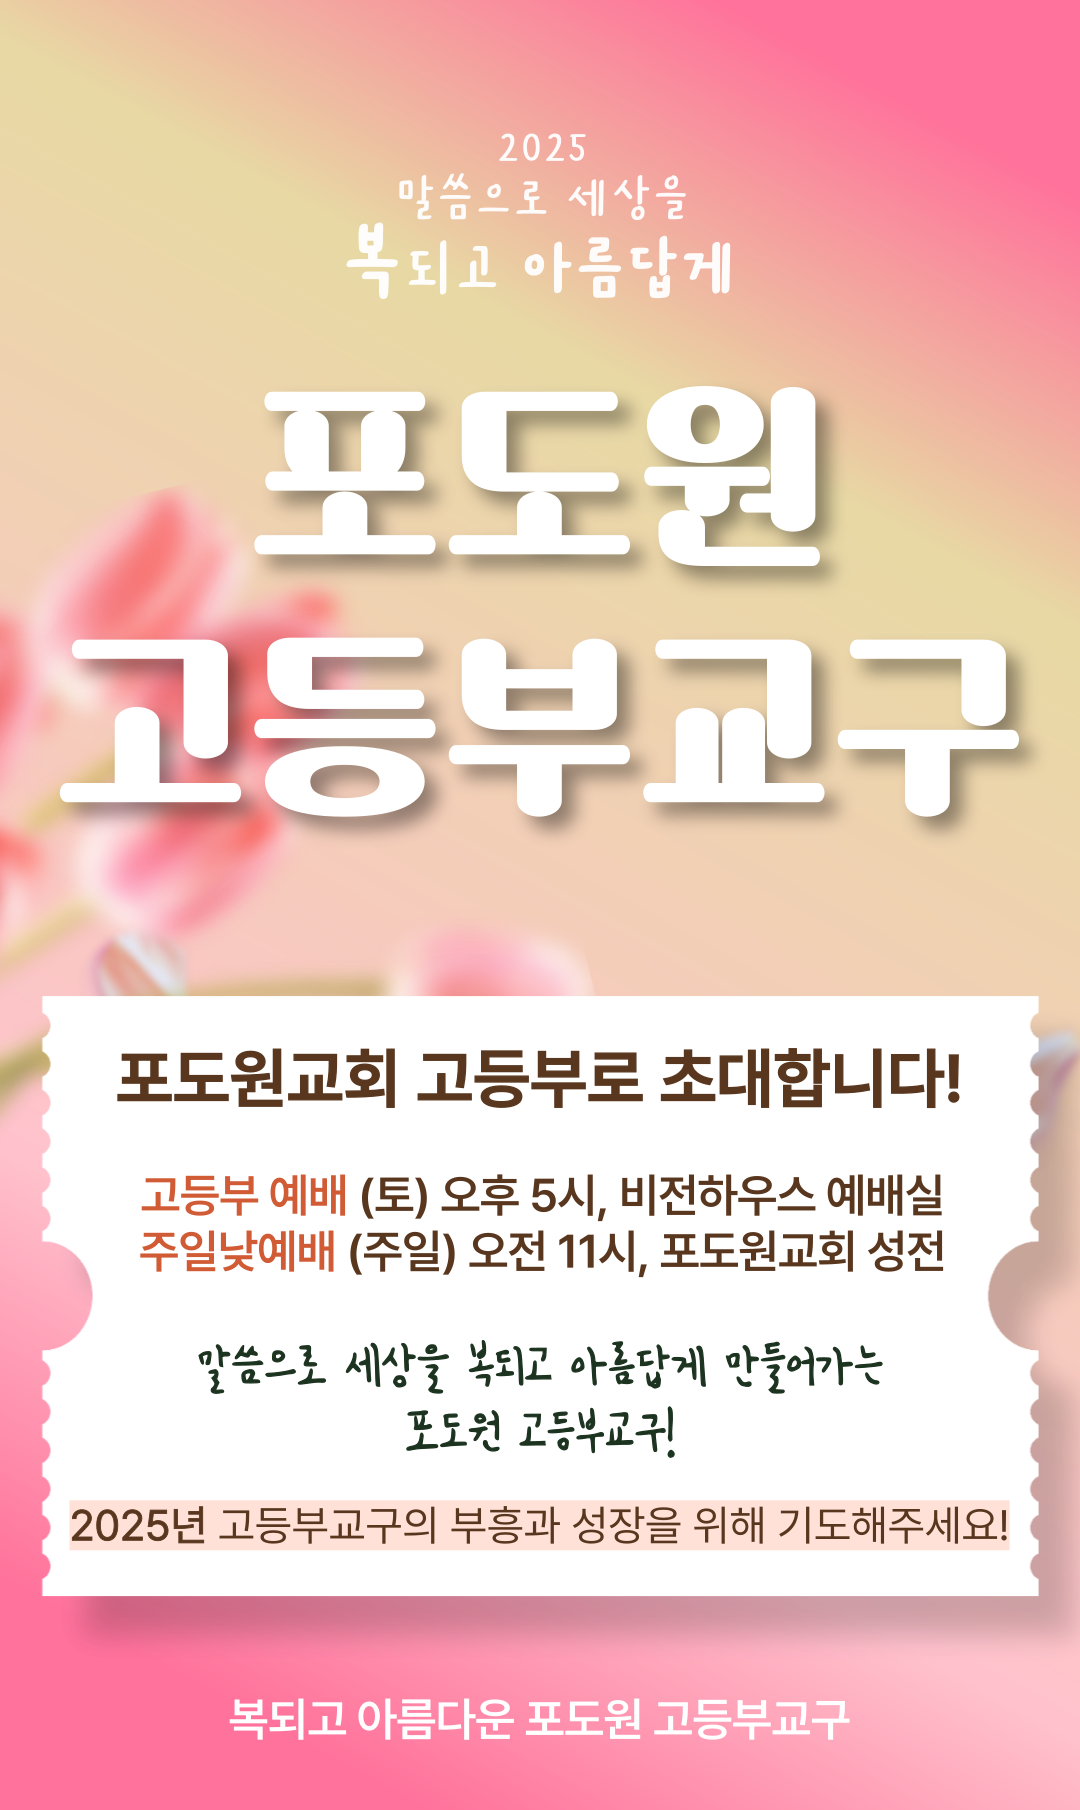 2025
말씀으로 세상을
복되고 아름답게
포도원
고등부교구
포도원교회 고등부로 초대합니다!
고등부 예배 (토) 오후 5시, 비전하우스 예배실
주일낮예배 (주일) 오전 11시, 포도원교회 성전
말씀으로 세상을 복되고 아름답게 만들어가는
포도원 고등부교구!
2025년 고등부교구의 부흥과 성장을 위해 기도해주세요!
복되고 아름다운 포도원 고등부교구